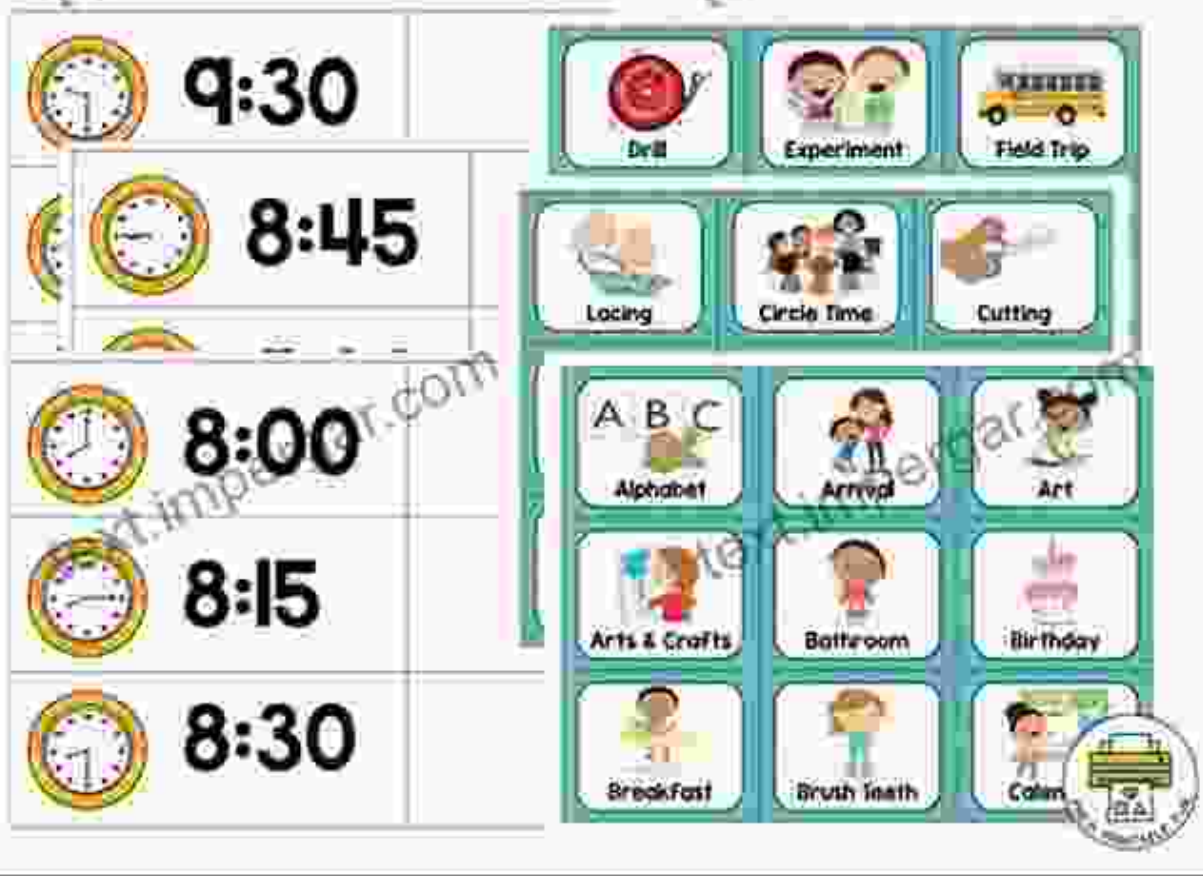 9:30
8:45
8:00
8:15
8:30
Drill
Experiment
Field Trip
Lacing
Circle Time
Cutting
A B C
Alphabet
Arrival
Art
Arts & Crafts
Bathroom
Birthday
Breakfast
Brush Teeth